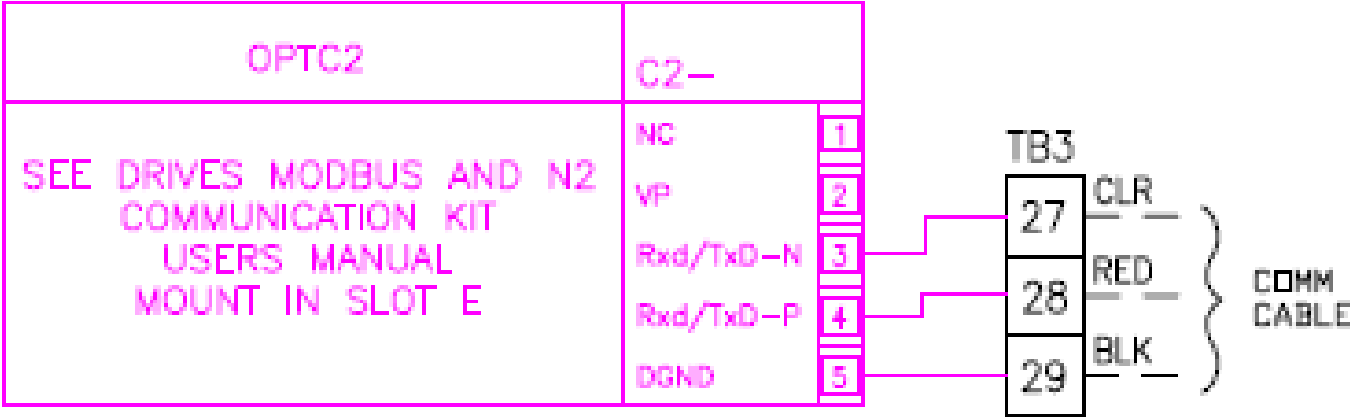 OPTC2
C2-
SEE DRIVES MODBUS AND N2
COMMUNICATION KIT
USERS MANUAL
MOUNT IN SLOT E
NC 1
VP 2
Rxd/TxD-N 3
Rxd/TxD-P 4
DGND 5
TB3
27 CLR
28 RED
29 BLK
COMM
CABLE